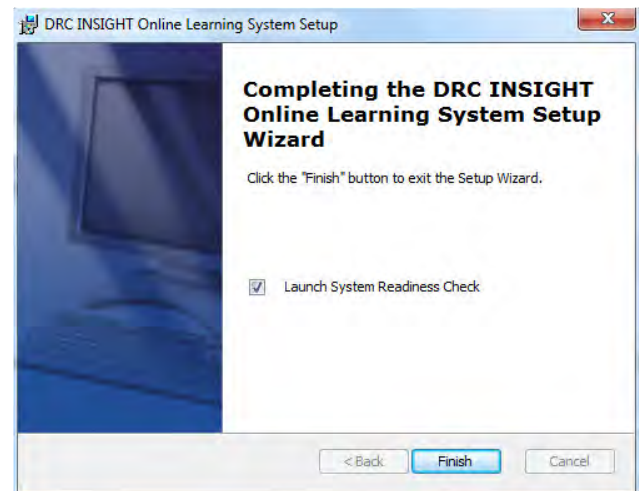 DRC INSIGHT Online Learning System Setup
Completing the DRC INSIGHT
Online Learning System Setup
Wizard
Click the "Finish" button to exit the Setup Wizard.
Launch System Readiness Check
< Back
Finish
Cancel